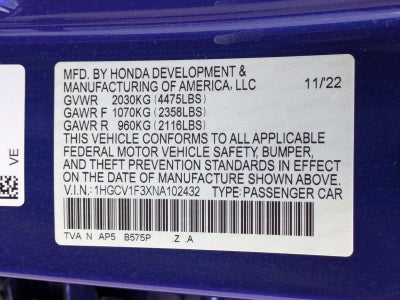 MFD. BY HONDA DEVELOPMENT &
MANUFACTURING OF AMERICA, LLC 11/22
GVWR 2030KG (4475LBS)
GAWR F 1070KG (2358LBS)
GAWR R 960KG (2116LBS)
THIS VEHICLE CONFORMS TO ALL APPLICABLE
FEDERAL MOTOR VEHICLE SAFETY, BUMPER,
AND THEFT PREVENTION STANDARDS IN EFFECT
ON THE DATE OF MANUFACTURE SHOWN ABOVE.
V.I.N.: 1HGCV1F3XNA102432 TYPE: PASSENGER CAR
TVA N AP5 B575P .Z .A
VE